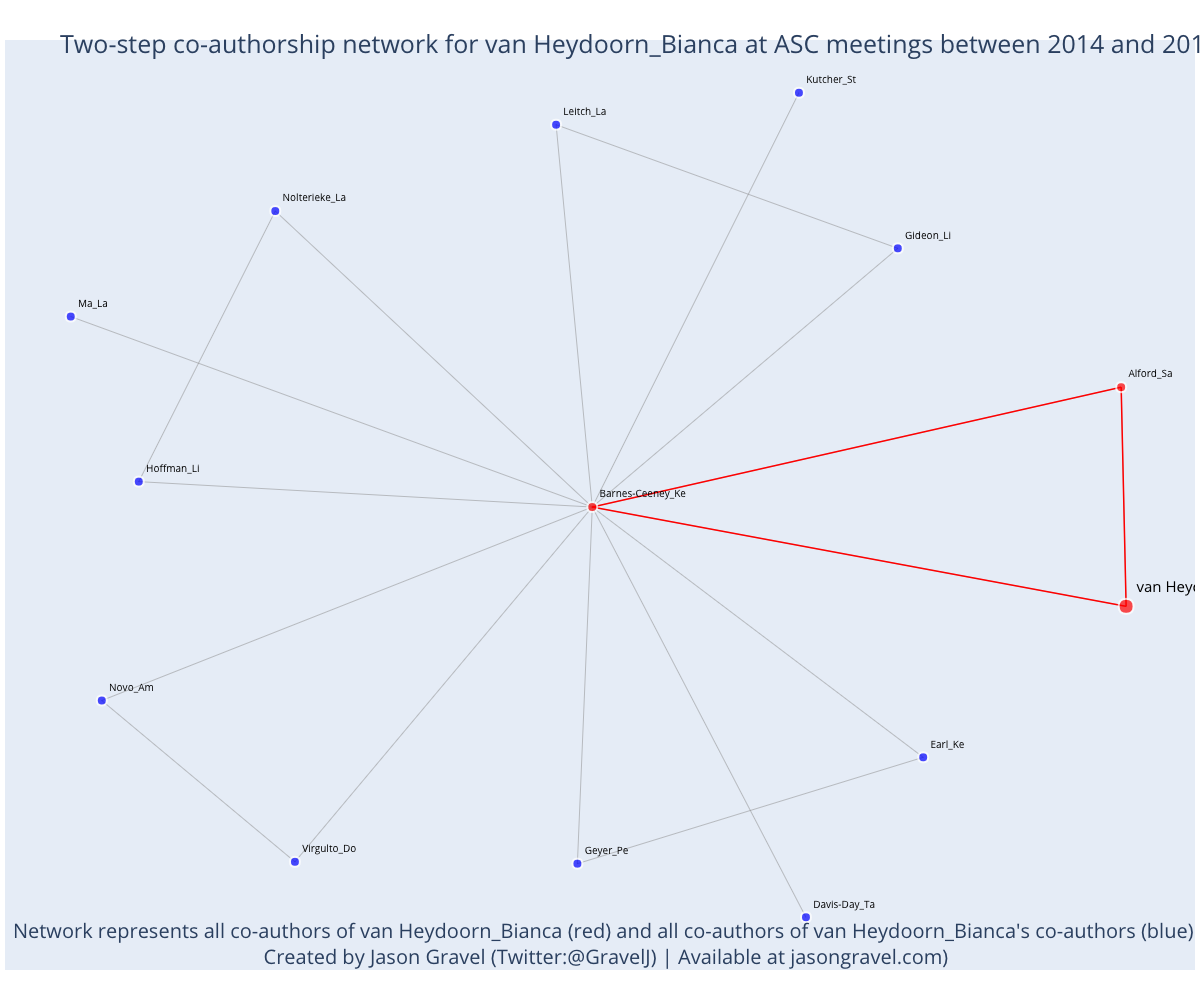 Two-step co-authorship network for van Heydoorn_Bianca at ASC meetings between 2014 and 201
Kutcher_St
Leitch_La
Nolterieke_La
Gideon_Li
Ma_La
Alford_Sa
Hoffman_Li
Barnes-Ceeney_Ke
van Heyd
Novo_Am
Earl_Ke
Virgulto_Do
Geyer_Pe
Davis-Day_Ta
Network represents all co-authors of van Heydoorn_Bianca (red) and all co-authors of van Heydoorn_Bianca's co-authors (blue)
Created by Jason Gravel (Twitter:@GravelJ) | Available at jasongravel.com)